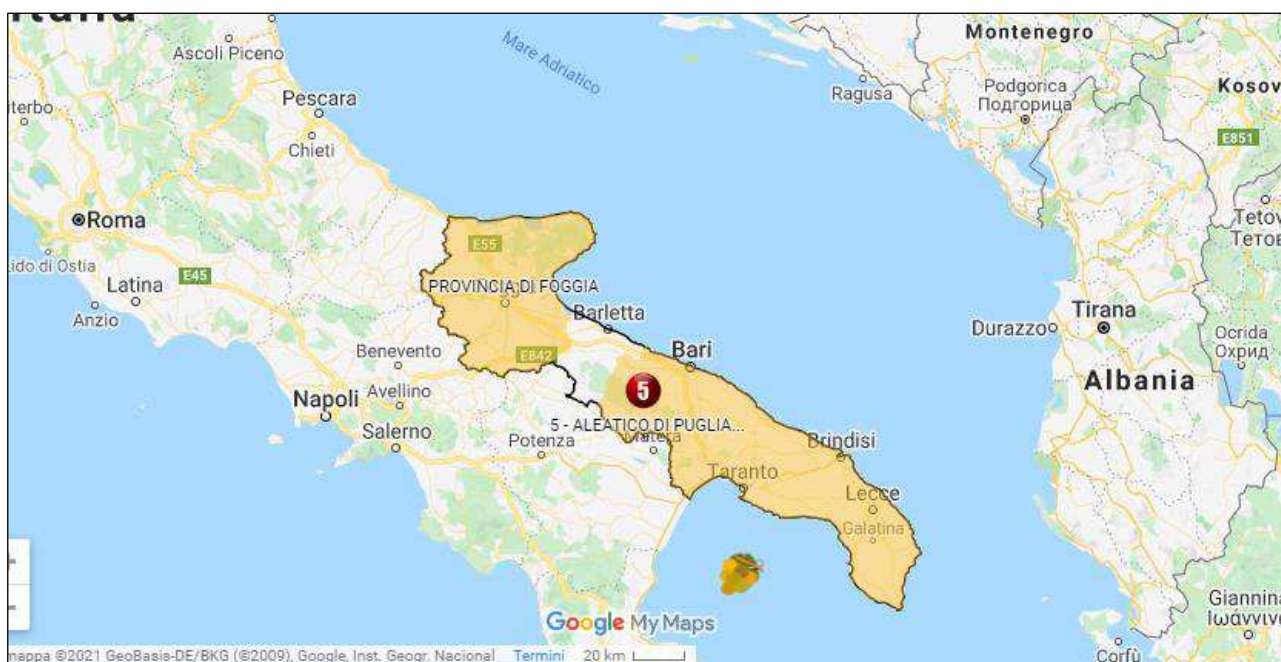 Italia
Ascoli Piceno
Mare Adriatico
Montenegro
Podgorica
Подгорица
Kosov
Ragusa
Pescara
Chieti
iterbo
E851
Roma
Lido di Ostia
E45
E55
Latina
Anzio
PROVINCIA DI FOGGIA
Barletta
Tetov
Тетов
Tirana
Durazzo
Ocrida
Охрид
Benevento
E842
Bari
5
Avellino
Napoli
Salerno
Albania
5 - ALEATICO DI PUGLIA...
Matera
Potenza
Brindisi
Taranto
Lecce
Galatina
Google My Maps
Giannina
Ιωάννινα
Corfù
mappa ©2021 GeoBasis-DE/BKG (©2009), Google, Inst. Geogr. Nacional
Termini
20 km